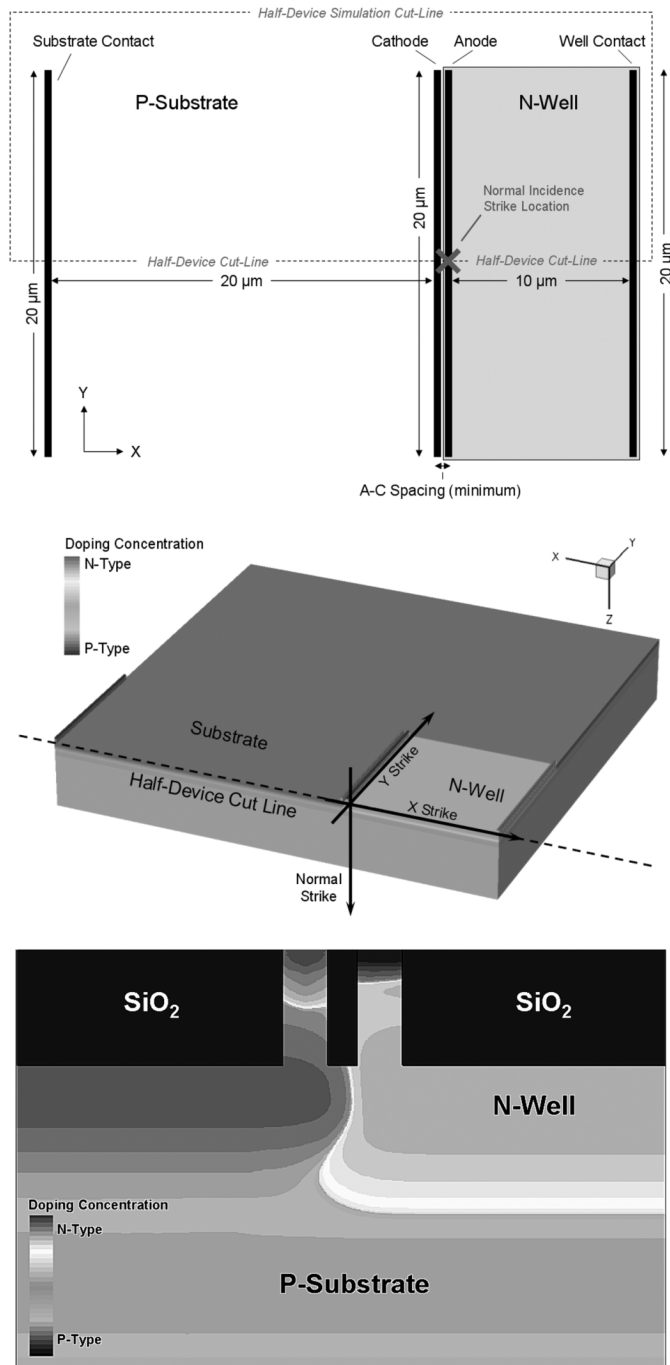 Half-Device Simulation Cut-Line
Substrate Contact
Cathode
Anode
Well Contact
P-Substrate
N-Well
20 µm
20 µm
20 µm
Normal Incidence
Strike Location
Half-Device Cut-Line
Half-Device Cut-Line
20 µm
10 µm
Y
X
A-C Spacing (minimum)
Doping Concentration
N-Type
P-Type
X
Y
Z
Substrate
N-Well
Y Strike
X Strike
Half-Device Cut Line
Normal
Strike
SiO2
SiO2
N-Well
Doping Concentration
N-Type
P-Type
P-Substrate